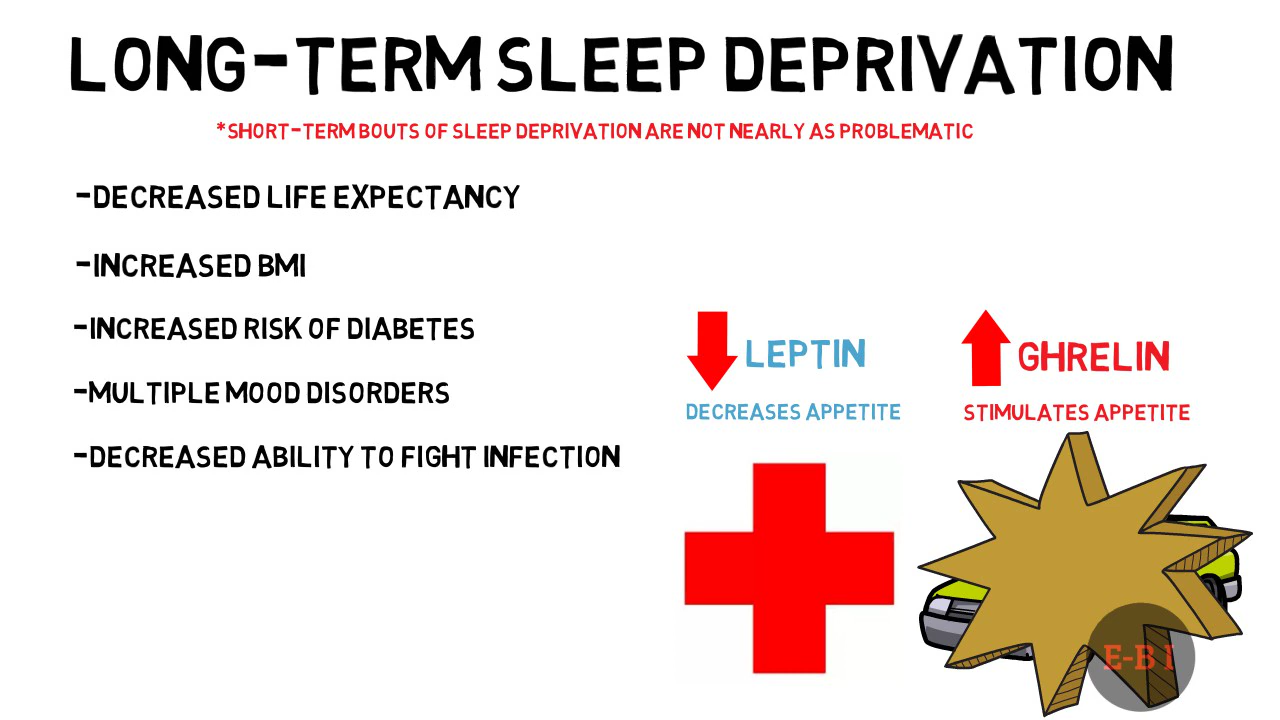 LONG-TERM SLEEP DEPRIVATION
*SHORT-TERM BOUTS OF SLEEP DEPRIVATION ARE NOT NEARLY AS PROBLEMATIC
-DECREASED LIFE EXPECTANCY
-INCREASED BMI
-INCREASED RISK OF DIABETES
-MULTIPLE MOOD DISORDERS
-DECREASED ABILITY TO FIGHT INFECTION
LEPTIN
DECREASES APPETITE
GHRELIN
STIMULATES APPETITE
E-B I